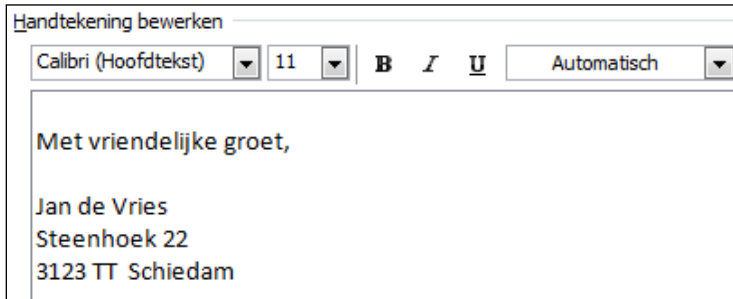 Handtekening bewerken
Calibri (Hoofdtekst) 11 B I U Automatisch
Met vriendelijke groet,
Jan de Vries
Steenhoek 22
3123 TT Schiedam